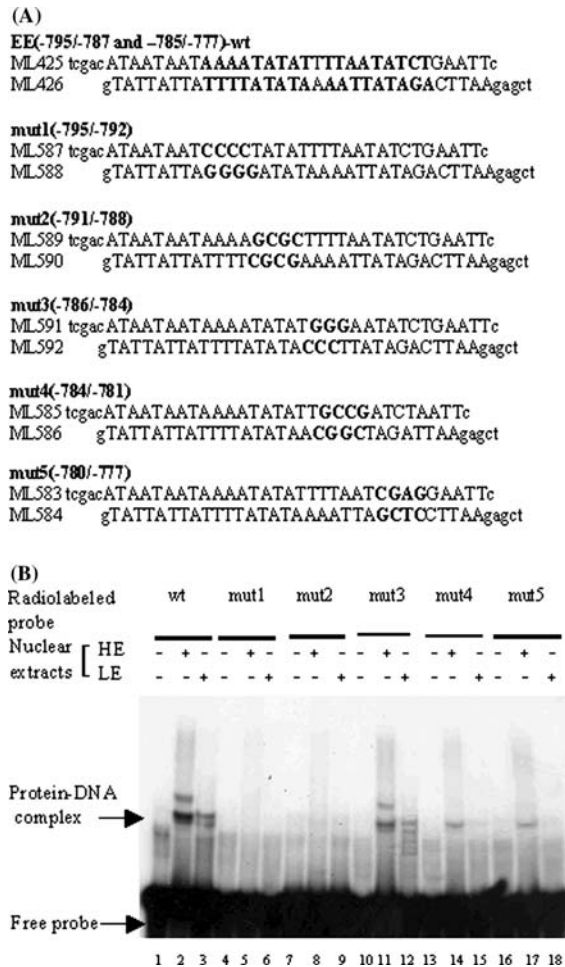 (A)
EE(-795/-787 and –785/-777)-wt
ML425 tcgacATAATAATAAAATATATTTTAATATCTGAATTc
ML426 gTATTATTATTTTATATAAAATTATAGACTTAAgagct
mut1(-795/-792)
ML587 tcgacATAATAATCCCCTATATTTTAATATCTGAATTc
ML588 gTATTATTAGGGGATATAAAATTATAGACTTAAgagct
mut2(-791/-788)
ML589 tcgacATAATAATAAAAGCGCTTTTAATATCTGAATTc
ML590 gTATTATTATTTTCGCGAAAATTATAGACTTAAgagct
mut3(-786/-784)
ML591 tcgacATAATAATAAAATATATGGGAATATCTGAATTc
ML592 gTATTATTATTTTATATACCCTTATAGACTTAAgagct
mut4(-784/-781)
ML585 tcgacATAATAATAAAATATATTGCCGATCTAATTc
ML586 gTATTATTATTTTATATAACGGCTAGATTAAgagct
mut5(-780/-777)
ML583 tcgacATAATAATAAAATATATTTTAATCGAGGAATTc
ML584 gTATTATTATTTTATATAAAATTAGCTCCTTAAgagct
(B)
Radiolabeled probe wt mut1 mut2 mut3 mut4 mut5
Nuclear extracts [ HE - + - - + - - + - - + - - + - - + -
LE - - + - - + - - + - - + - - + - - +
Protein-DNA
complex
Free probe
1 2 3 4 5 6 7 8 9 10 11 12 13 14 15 16 17 18